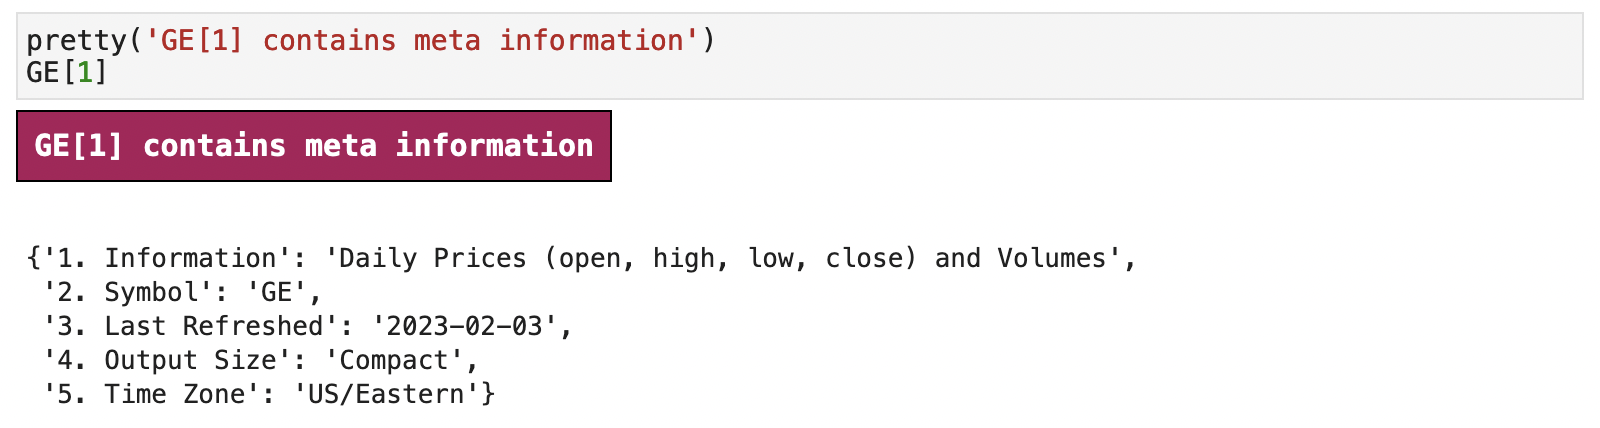 pretty('GE[1] contains meta information')
GE[1]
GE[1] contains meta information
{'1. Information': 'Daily Prices (open, high, low, close) and Volumes',
 '2. Symbol': 'GE',
 '3. Last Refreshed': '2023-02-03',
 '4. Output Size': 'Compact',
 '5. Time Zone': 'US/Eastern'}